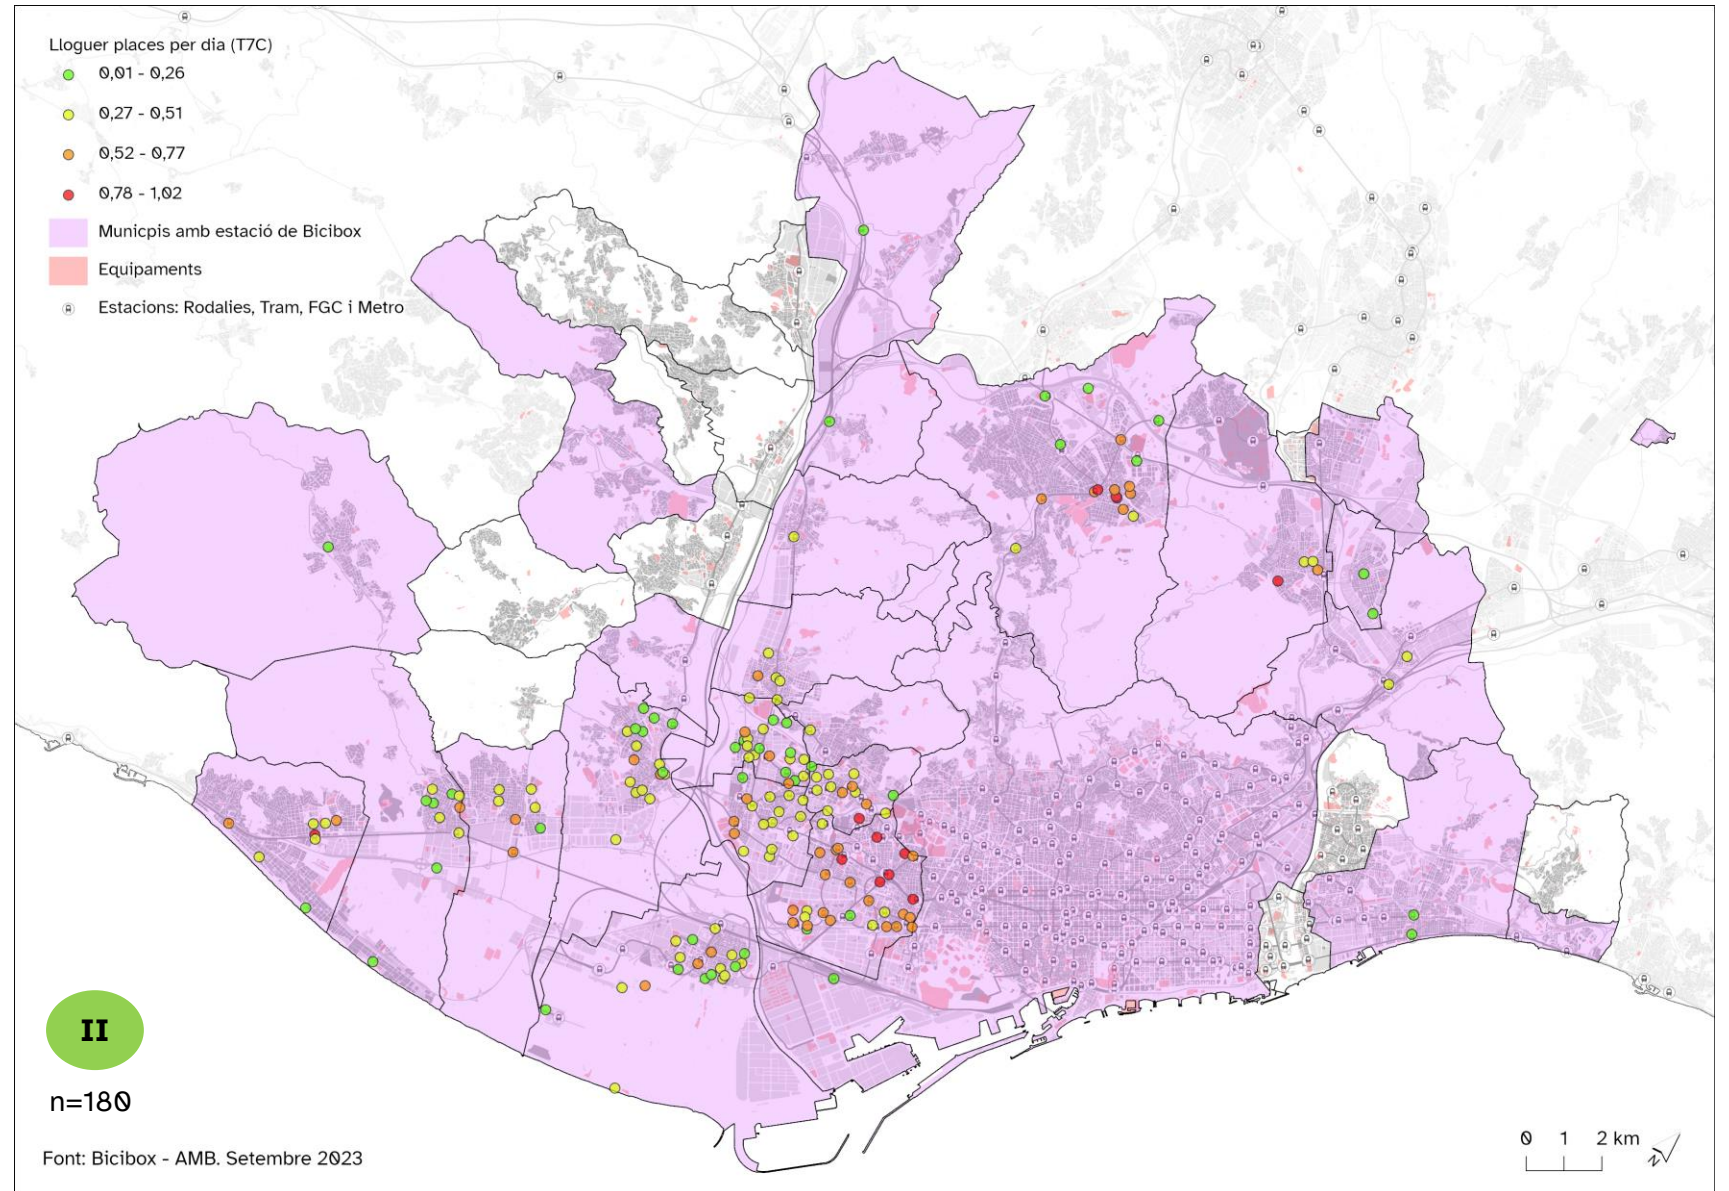 Lloguer places per dia (T7C)
0,01 - 0,26
0,27 - 0,51
0,52 - 0,77
0,78 - 1,02
Municpis amb estació de Bicibox
Equipaments
Estacions: Rodalies, Tram, FGC i Metro
II
n=180
Font: Bicibox - AMB. Setembre 2023
0 1 2 km
N